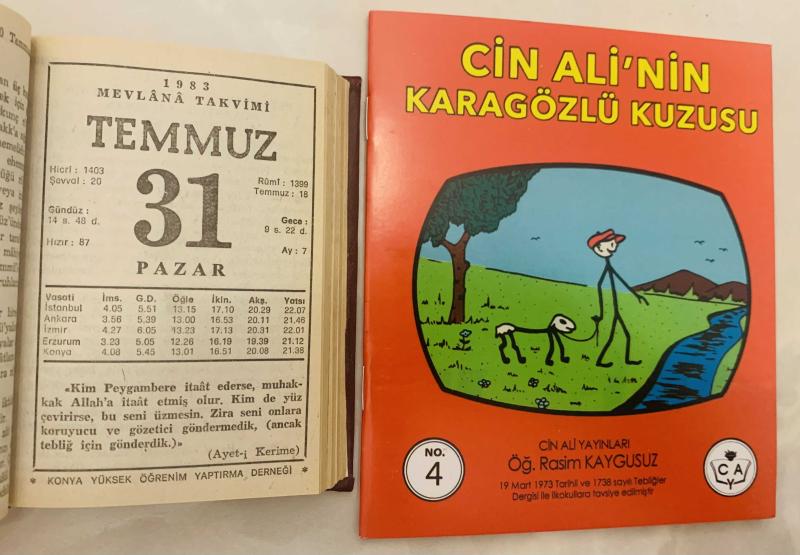 1983
MEVLÂNÂ TAKVİMİ
TEMMUZ
Hicrî : 1403
Şevval : 20
31
Rûmî : 1399
Temmuz : 18
Gündüz :
14 s. 48 d.
Gece :
9 s. 22 d.
Hızır : 87
Ay : 7
PAZAR
Vasati İms. G.D. Öğle İkin. Akş. Yatsı
İstanbul 4.05 5.51 13.15 17.10 20.29 22.07
Ankara 3.56 5.39 13.00 16.53 20.11 21.46
İzmir 4.27 6.05 13.23 17.13 20.31 22.01
Erzurum 3.23 5.05 12.26 16.19 19.39 21.12
Konya 4.08 5.45 13.01 16.51 20.08 21.38
«Kim Peygambere itaât ederse, muhak-
kak Allah'a itaât etmiş olur. Kim de yüz
çevirirse, bu seni üzmesin. Zira seni onlara
koruyucu ve gözetici göndermedik, (ancak
tebliğ için gönderdik.)»
(Ayet-i Kerime)
* KONYA YÜKSEK ÖĞRENİM YAPTIRMA DERNEĞİ *
CİN ALİ'NİN
KARAGÖZLÜ KUZUSU
NO.
4
CİN ALİ YAYINLARI
Öğ. Rasim KAYGUSUZ
19 Mart 1973 Tarihli ve 1738 sayılı Tebliğler
Dergisi ile ilkokullara tavsiye edilmiştir
C A
Y